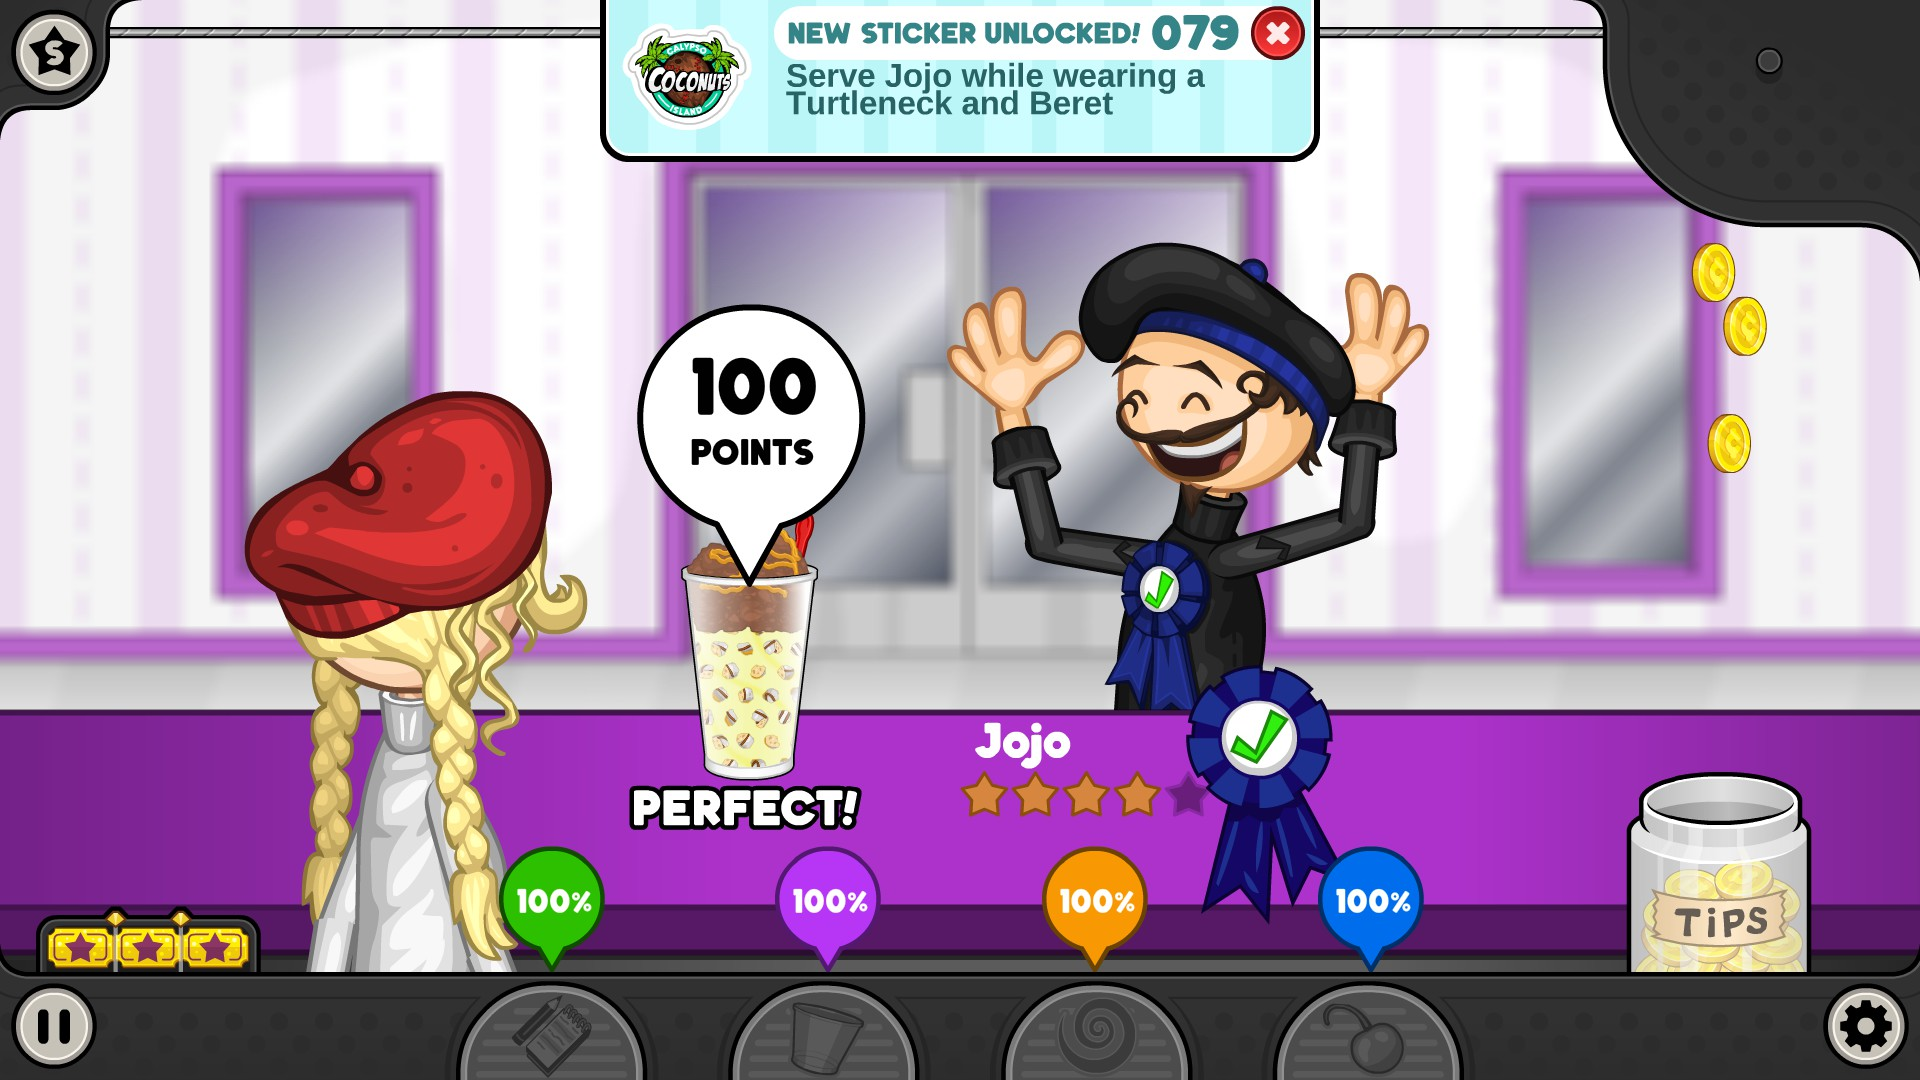 S
NEW STICKER UNLOCKED! 079
CALYPSO
COCONUTS
ISLAND
Serve Jojo while wearing a
Turtleneck and Beret
100
POINTS
Jojo
PERFECT!
100%
100%
100%
100%
TIPS